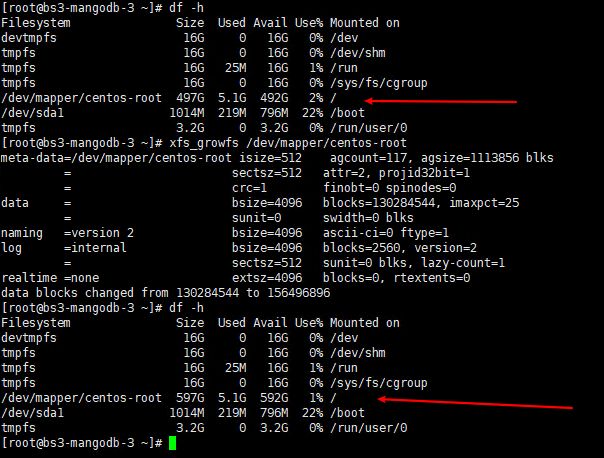 [root@bs3-mangodb-3 ~]# df -h
Filesystem               Size  Used Avail Use% Mounted on
devtmpfs                  16G     0   16G   0% /dev
tmpfs                     16G     0   16G   0% /dev/shm
tmpfs                     16G   25M   16G   1% /run
tmpfs                     16G     0   16G   0% /sys/fs/cgroup
/dev/mapper/centos-root  497G  5.1G  492G   2% /
/dev/sda1               1014M  219M  796M  22% /boot
tmpfs                    3.2G     0  3.2G   0% /run/user/0
[root@bs3-mangodb-3 ~]# xfs_growfs /dev/mapper/centos-root
meta-data=/dev/mapper/centos-root isize=512    agcount=117, agsize=1113856 blks
         =                       sectsz=512   attr=2, projid32bit=1
         =                       crc=1        finobt=0 spinodes=0
data     =                       bsize=4096   blocks=130284544, imaxpct=25
         =                       sunit=0      swidth=0 blks
naming   =version 2              bsize=4096   ascii-ci=0 ftype=1
log      =internal               bsize=4096   blocks=2560, version=2
         =                       sectsz=512   sunit=0 blks, lazy-count=1
realtime =none                   extsz=4096   blocks=0, rtextents=0
data blocks changed from 130284544 to 156496896
[root@bs3-mangodb-3 ~]# df -h
Filesystem               Size  Used Avail Use% Mounted on
devtmpfs                  16G     0   16G   0% /dev
tmpfs                     16G     0   16G   0% /dev/shm
tmpfs                     16G   25M   16G   1% /run
tmpfs                     16G     0   16G   0% /sys/fs/cgroup
/dev/mapper/centos-root  597G  5.1G  592G   1% /
/dev/sda1               1014M  219M  796M  22% /boot
tmpfs                    3.2G     0  3.2G   0% /run/user/0
[root@bs3-mangodb-3 ~]#